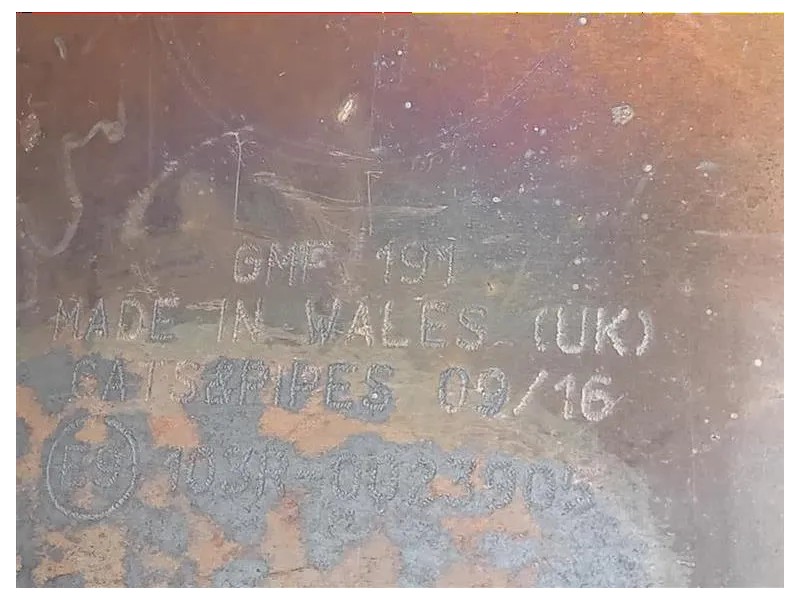 GMF 191
MADE IN WALES (UK)
CATS&PIPES 09/16
E9 103R-0023905